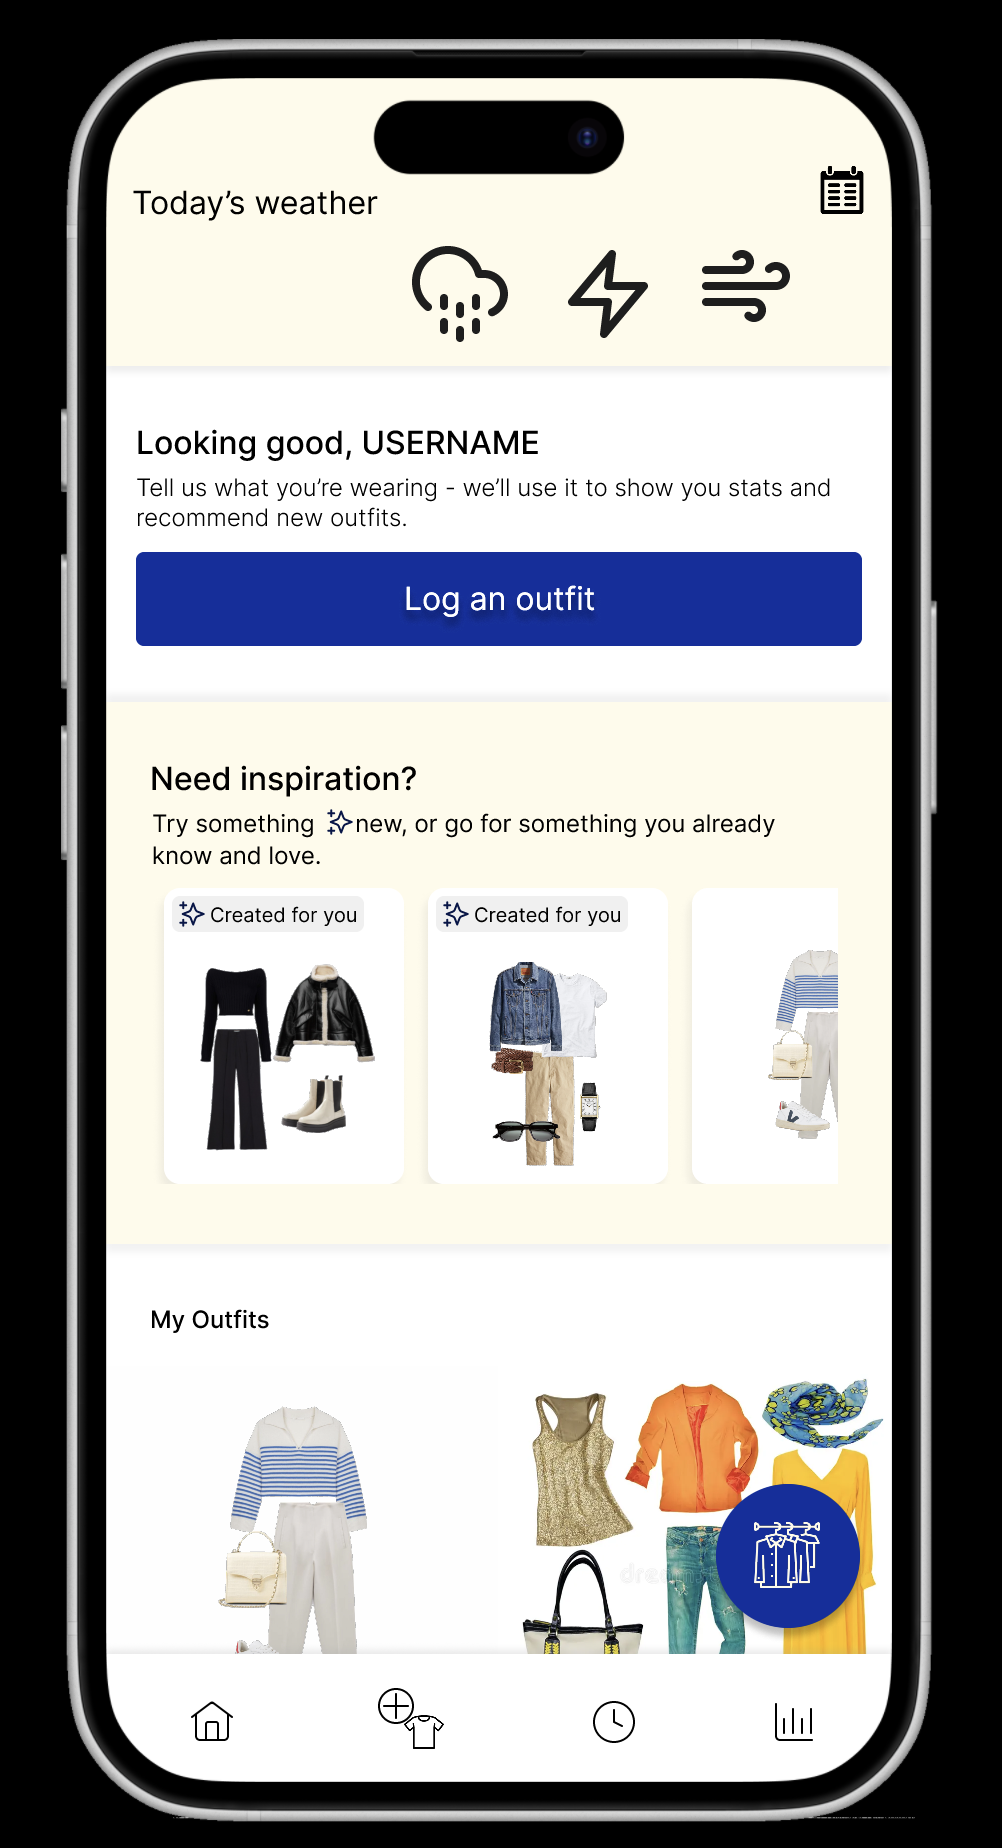 Today’s weather
Looking good, USERNAME
Tell us what you’re wearing - we’ll use it to show you stats and
recommend new outfits.
Log an outfit
Need inspiration?
Try something new, or go for something you already
know and love.
Created for you
Created for you
My Outfits